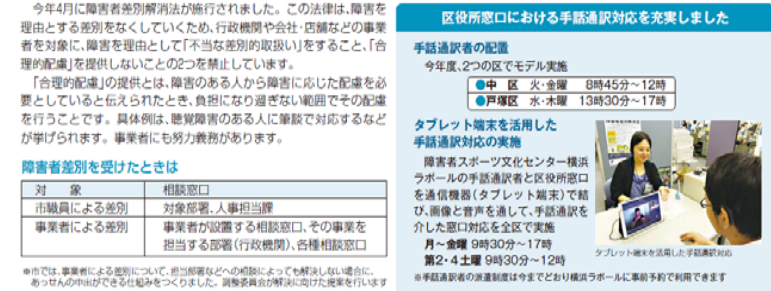 今年4月に障害者差別解消法が施行されました。この法律は、障害を
理由とする差別をなくしていくため、行政機関や会社・店舗などの事業
者を対象に、障害を理由として「不当な差別的取扱い」をすること、「合
理的配慮」を提供しないことの2つを禁止しています。
「合理的配慮」の提供とは、障害のある人から障害に応じた配慮を必
要としていると伝えられたとき、負担になり過ぎない範囲でその配慮
を行うことです。具体例は、聴覚障害のある人に筆談で対応するなど
が挙げられます。事業者にも努力義務があります。
障害者差別を受けたときは
対　象　相談窓口
市職員による差別　対象部署、人事担当課
事業者による差別　事業者が設置する相談窓口、その事業を
担当する部署(行政機関)、各種相談窓口
※市では、事業者による差別について、担当部署などへの相談によっても解決しない場合に、
あっせんの申出ができる仕組みをつくりました。調整委員会が解決に向けた提案を行います
区役所窓口における手話通訳対応を充実しました
手話通訳者の配置
今年度、2つの区でモデル実施
●中　区　火・金曜　8時45分～12時
●戸塚区　水・木曜　13時30分～17時
タブレット端末を活用した
手話通訳対応の実施
障害者スポーツ文化センター横浜
ラポールの手話通訳者と区役所窓口
を通信機器(タブレット端末)で結
び、画像と音声を通して、手話通訳を
介した窓口対応を全区で実施
月～金曜 9時30分～17時
第2・4土曜 9時30分～12時
タブレット端末を活用した手話通訳対応
※手話通訳者の派遣制度は今までどおり横浜ラポールに事前予約で利用できます